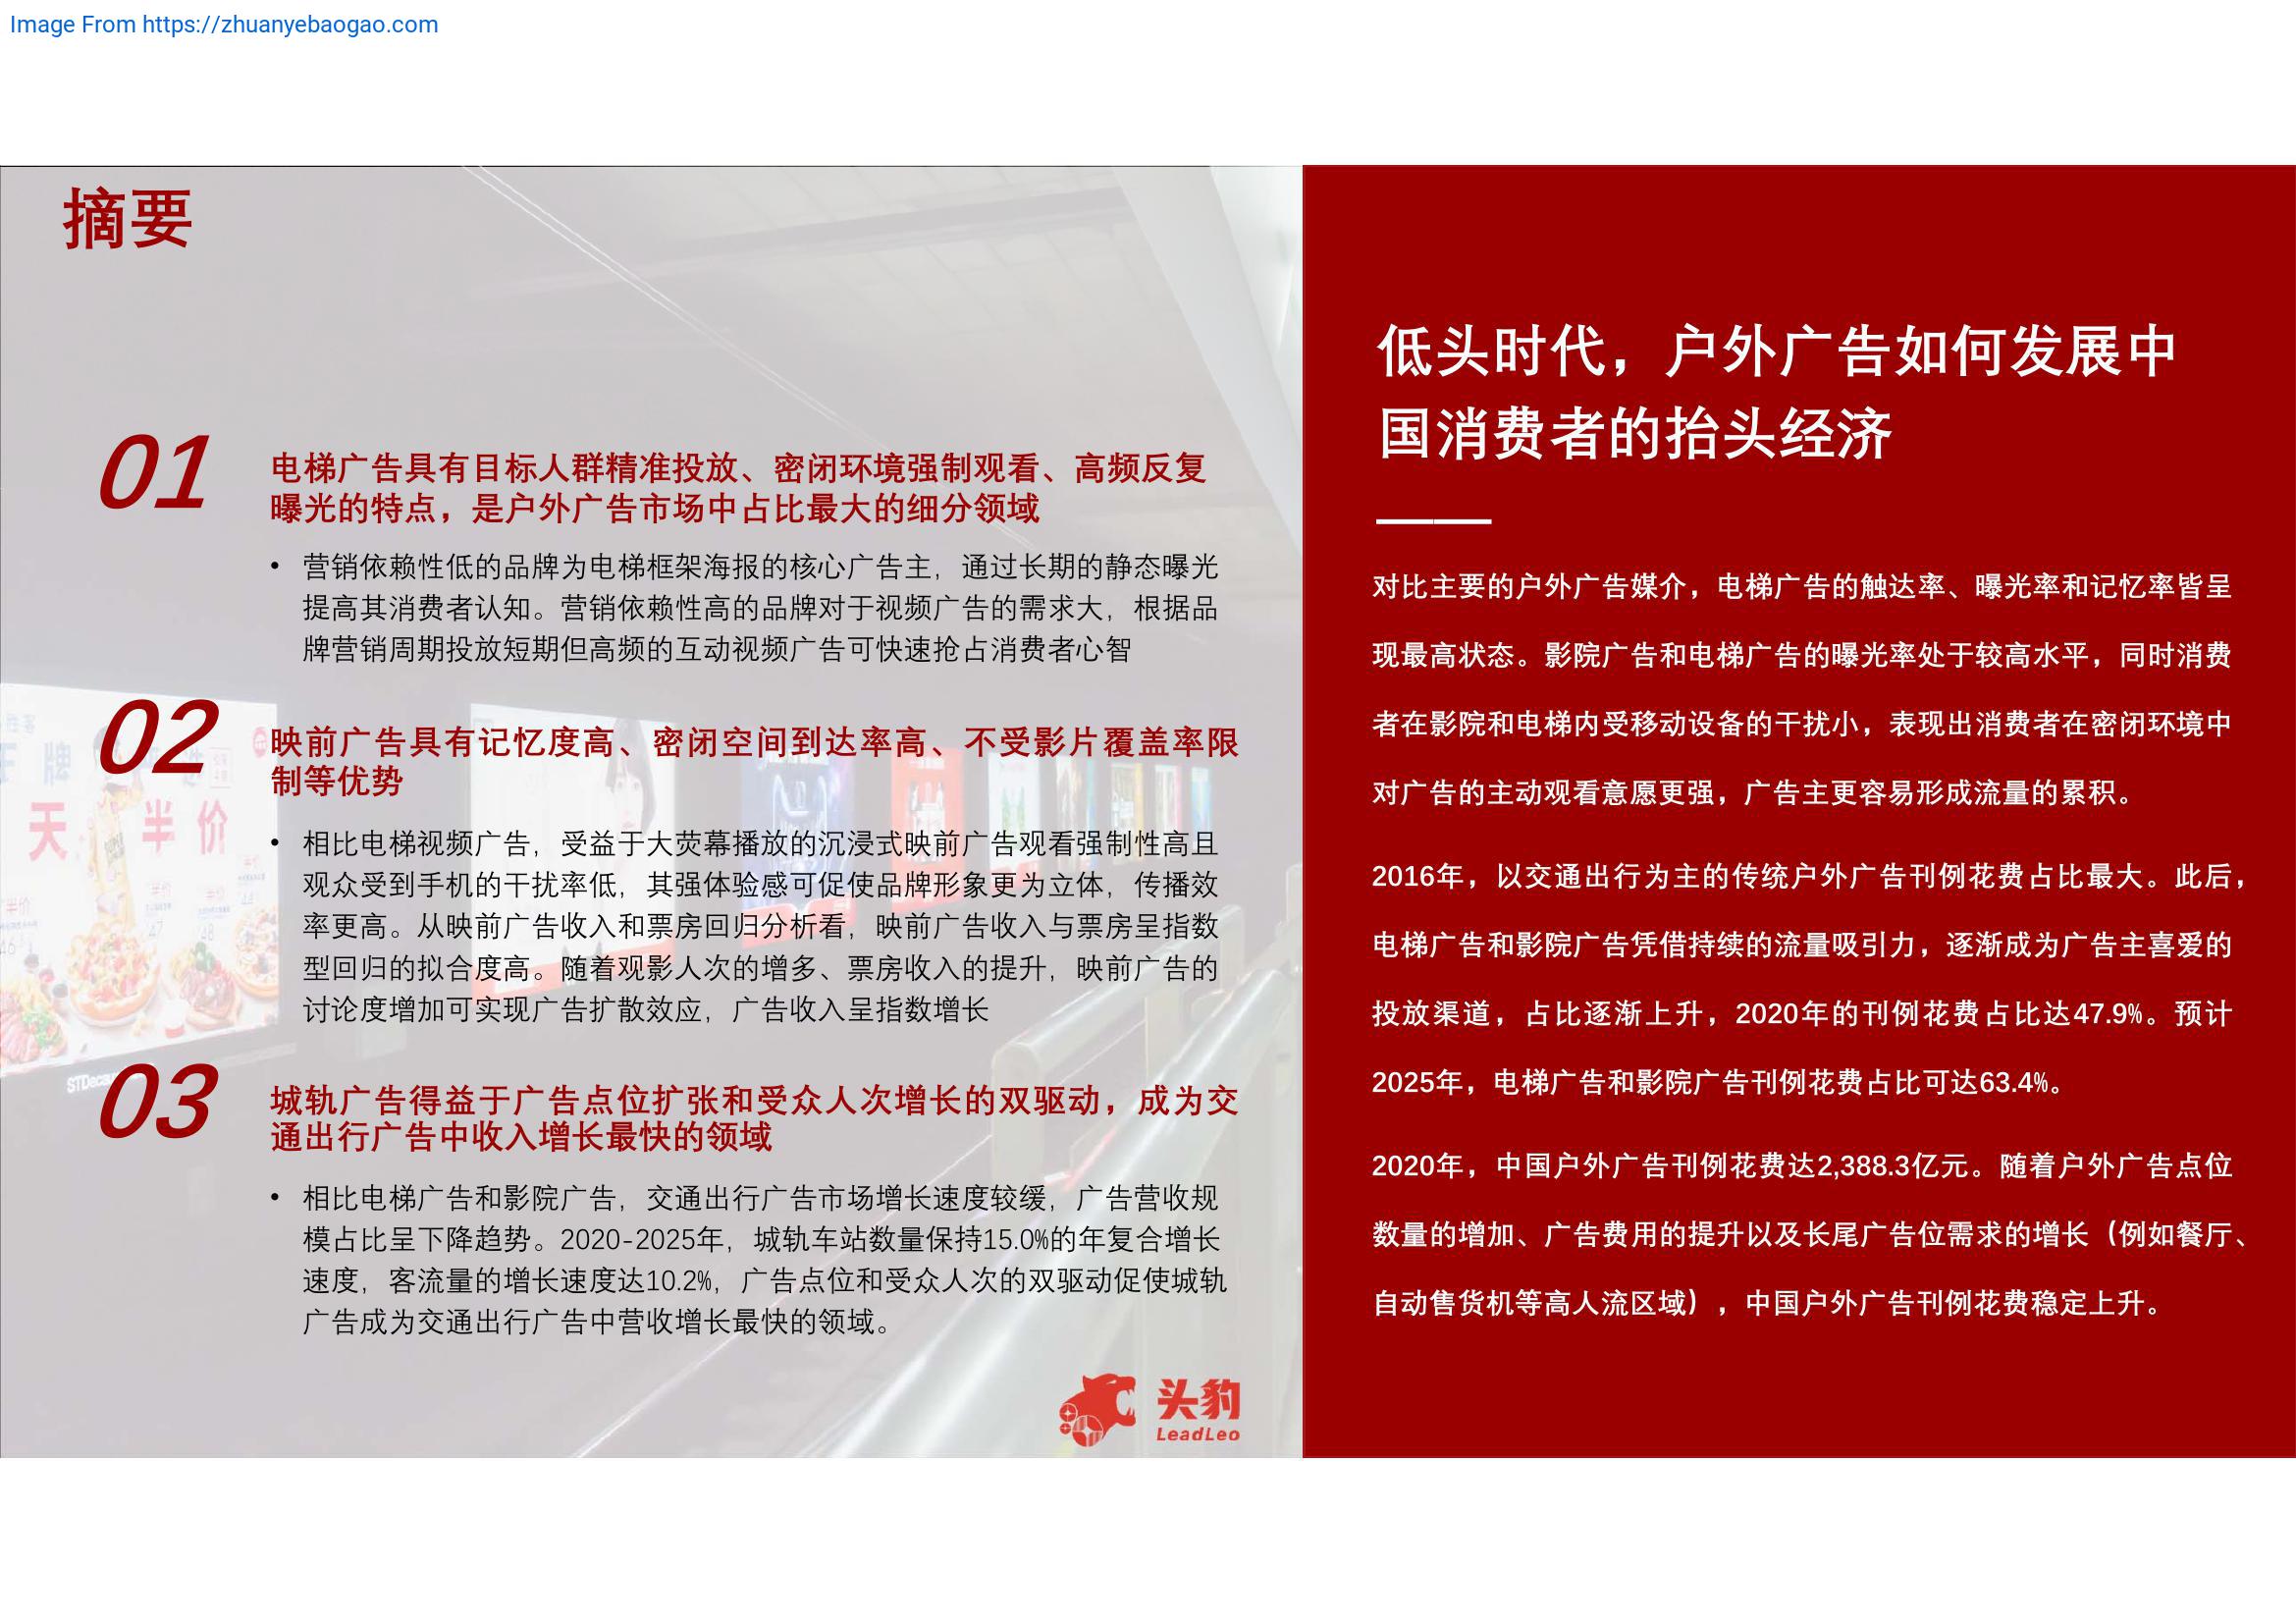 Image From https://zhuanyebaogao.com
摘要
01
电梯广告具有目标人群精准投放、密闭环境强制观看、高频反复
曝光的特点，是户外广告市场中占比最大的细分领域
• 营销依赖性低的品牌为电梯框架海报的核心广告主，通过长期的静态曝光
提高其消费者认知。营销依赖性高的品牌对于视频广告的需求大，根据品
牌营销周期投放短期但高频的互动视频广告可快速抢占消费者心智
02
映前广告具有记忆度高、密闭空间到达率高、不受影片覆盖率限
制等优势
• 相比电梯视频广告，受益于大荧幕播放的沉浸式映前广告观看强制性高且
观众受到手机的干扰率低，其强体验感可促使品牌形象更为立体，传播效
率更高。从映前广告收入和票房回归分析看，映前广告收入与票房呈指数
型回归的拟合度高。随着观影人次的增多、票房收入的提升，映前广告的
讨论度增加可实现广告扩散效应，广告收入呈指数增长
03
城轨广告得益于广告点位扩张和受众人次增长的双驱动，成为交
通出行广告中收入增长最快的领域
• 相比电梯广告和影院广告，交通出行广告市场增长速度较缓，广告营收规
模占比呈下降趋势。2020-2025年，城轨车站数量保持15.0%的年复合增长
速度，客流量的增长速度达10.2%，广告点位和受众人次的双驱动促使城轨
广告成为交通出行广告中营收增长最快的领域。
头豹
LeadLeo
低头时代，户外广告如何发展中
国消费者的抬头经济
对比主要的户外广告媒介，电梯广告的触达率、曝光率和记忆率皆呈
现最高状态。影院广告和电梯广告的曝光率处于较高水平，同时消费
者在影院和电梯内受移动设备的干扰小，表现出消费者在密闭环境中
对广告的主动观看意愿更强，广告主更容易形成流量的累积。
2016年，以交通出行为主的传统户外广告刊例花费占比最大。此后，
电梯广告和影院广告凭借持续的流量吸引力，逐渐成为广告主喜爱的
投放渠道，占比逐渐上升，2020年的刊例花费占比达47.9%。预计
2025年，电梯广告和影院广告刊例花费占比可达63.4%。
2020年，中国户外广告刊例花费达2,388.3亿元。随着户外广告点位
数量的增加、广告费用的提升以及长尾广告位需求的增长（例如餐厅、
自动售货机等高人流区域），中国户外广告刊例花费稳定上升。
天 半价